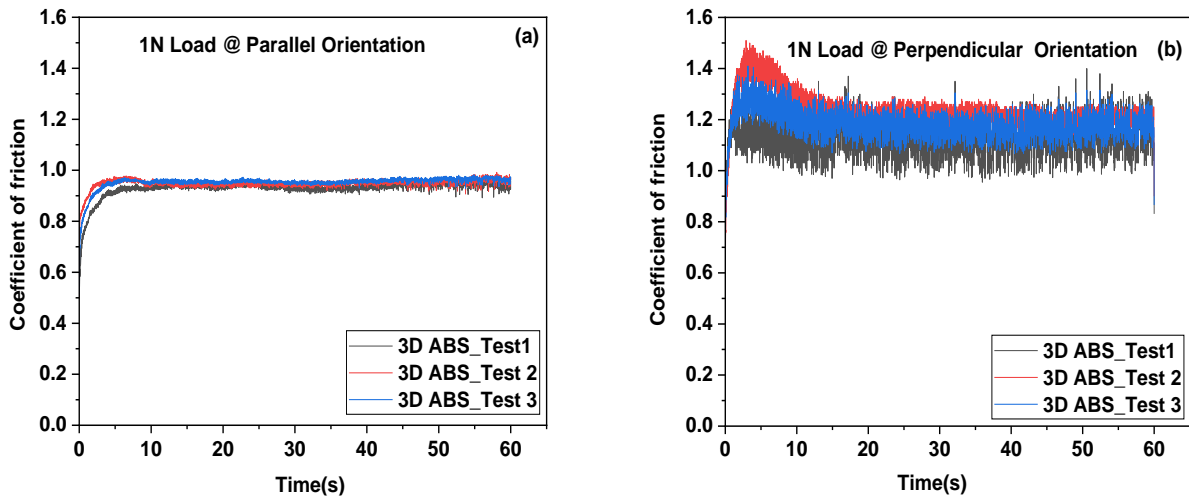 1N Load @ Parallel Orientation
(a)
Coefficient of friction
1.6
1.4
1.2
1.0
0.8
0.6
0.4
0.2
0.0
3D ABS_Test1
3D ABS_Test 2
3D ABS_Test 3
0 10 20 30 40 50 60
Time(s)
1N Load @ Perpendicular Orientation
(b)
Coefficient of friction
1.6
1.4
1.2
1.0
0.8
0.6
0.4
0.2
0.0
3D ABS_Test1
3D ABS_Test 2
3D ABS_Test 3
0 10 20 30 40 50 60
Time(s)